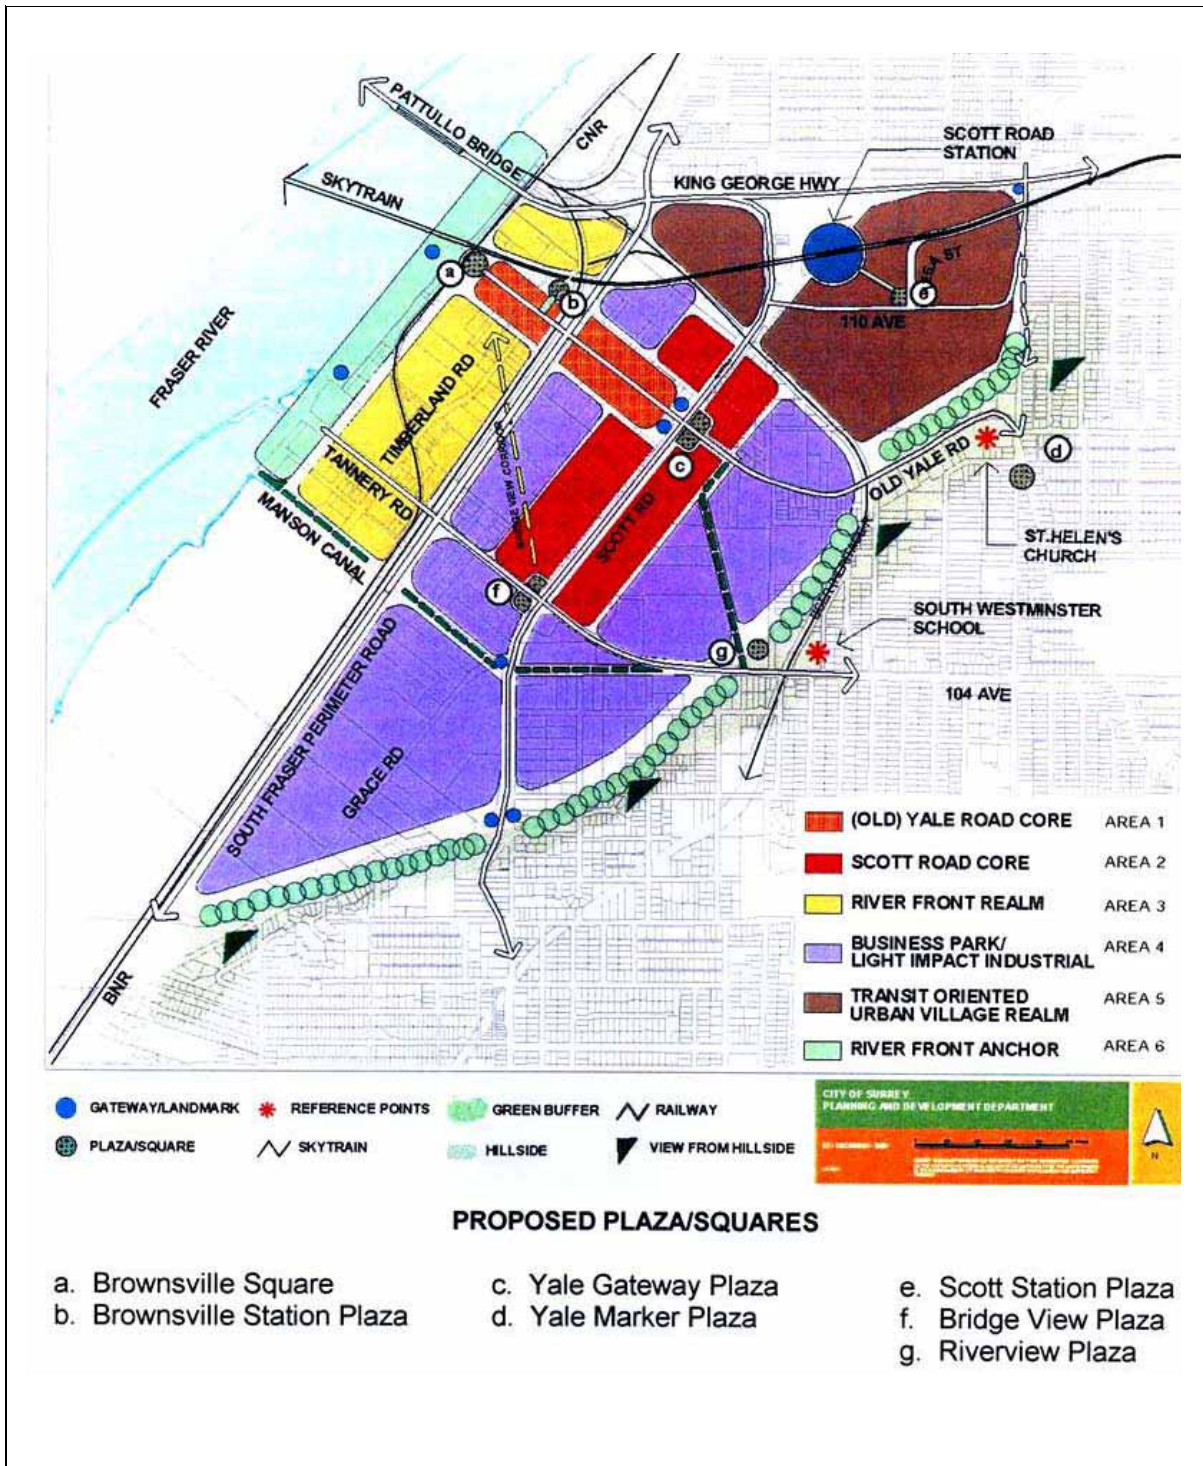 PATTULLO BRIDGE
CNR
SCOTT ROAD
STATION
SKYTRAIN
KING GEORGE HWY
a
b
e
ST
110 AVE
FRASER RIVER
TIMBERLAND RD
TANNERY RD
MANSON CANAL
VIEW CORRIDOR
c
SCOTT RD
OLD YALE RD
d
ST.HELEN'S
CHURCH
f
SOUTH WESTMINSTER
SCHOOL
g
104 AVE
SOUTH FRASER PERIMETER ROAD
GRACE RD
BNR
(OLD) YALE ROAD CORE AREA 1
SCOTT ROAD CORE AREA 2
RIVER FRONT REALM AREA 3
BUSINESS PARK/
LIGHT IMPACT INDUSTRIAL AREA 4
TRANSIT ORIENTED
URBAN VILLAGE REALM AREA 5
RIVER FRONT ANCHOR AREA 6
GATEWAY/LANDMARK REFERENCE POINTS GREEN BUFFER RAILWAY
PLAZA/SQUARE SKYTRAIN HILLSIDE VIEW FROM HILLSIDE
CITY OF SURREY
PLANNING AND DEVELOPMENT DEPARTMENT
N
PROPOSED PLAZA/SQUARES
a. Brownsville Square
b. Brownsville Station Plaza
c. Yale Gateway Plaza
d. Yale Marker Plaza
e. Scott Station Plaza
f. Bridge View Plaza
g. Riverview Plaza